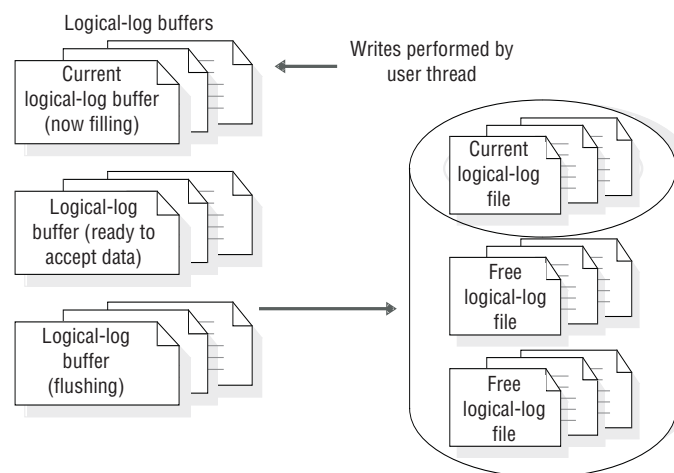 Logical-log buffers
Writes performed by
user thread
Current
logical-log buffer
(now filling)
Logical-log
buffer (ready to
accept data)
Logical-log
buffer
(flushing)
Current
logical-log
file
Free
logical-log
file
Free
logical-log
file